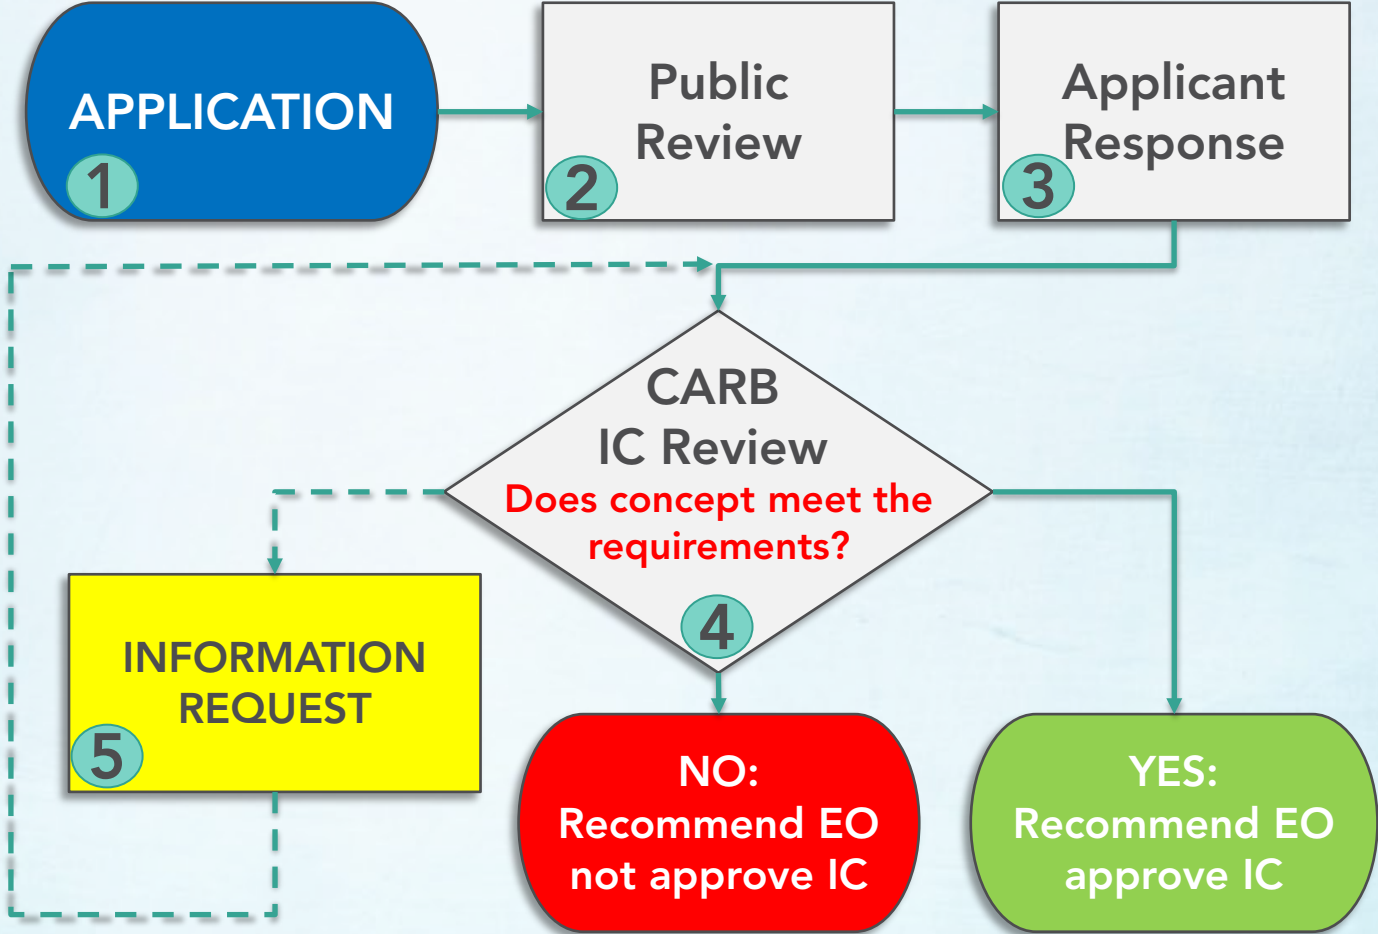 APPLICATION
1
Public
Review
2
Applicant
Response
3
CARB
IC Review
Does concept meet the
requirements?
4
INFORMATION
REQUEST
5
NO:
Recommend EO
not approve IC
YES:
Recommend EO
approve IC